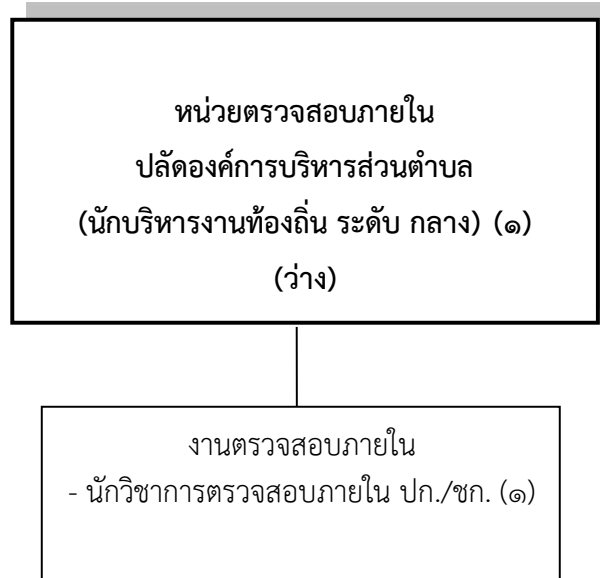 หน่วยตรวจสอบภายใน
ปลัดองค์การบริหารส่วนตำบล
(นักบริหารงานท้องถิ่น ระดับ กลาง) (๑)
(ว่าง)
งานตรวจสอบภายใน
- นักวิชาการตรวจสอบภายใน ปก./ชก. (๑)